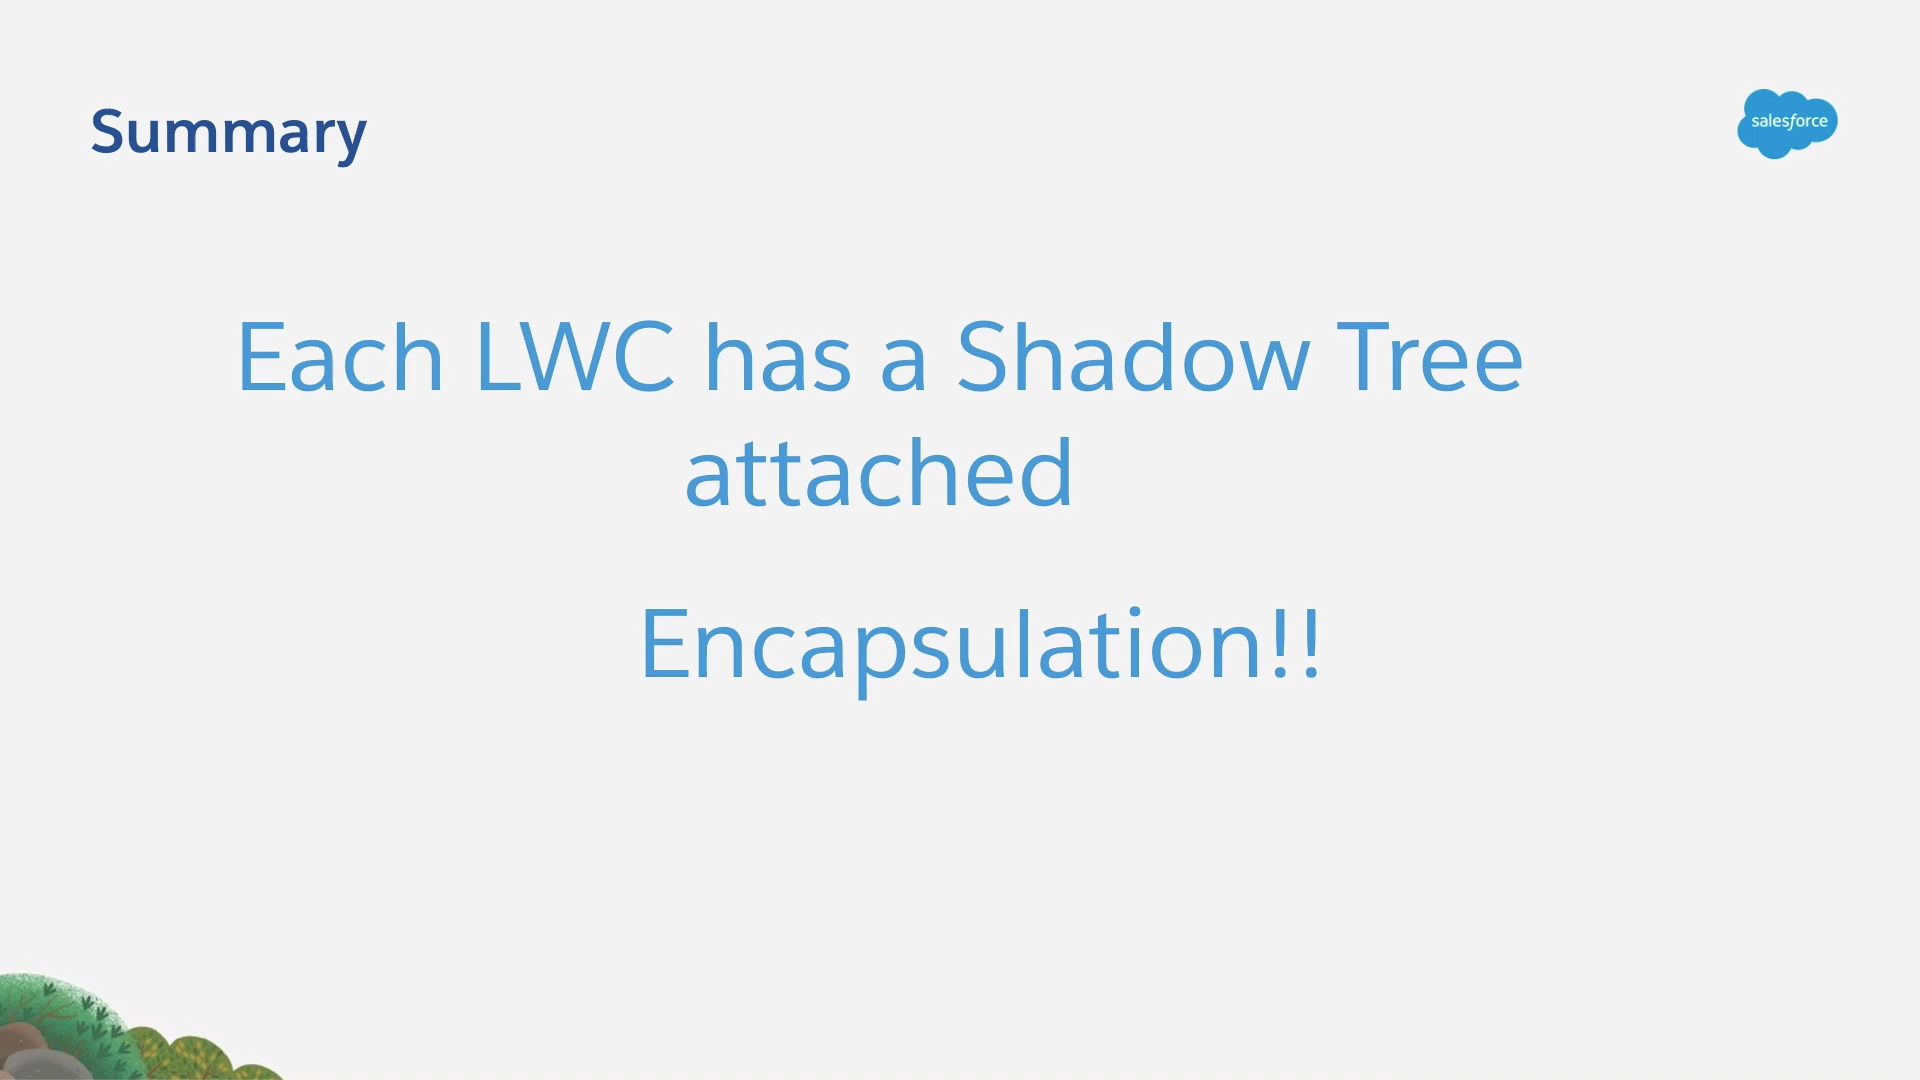 Summary
salesforce
Each LWC has a Shadow Tree
attached
Encapsulation!!